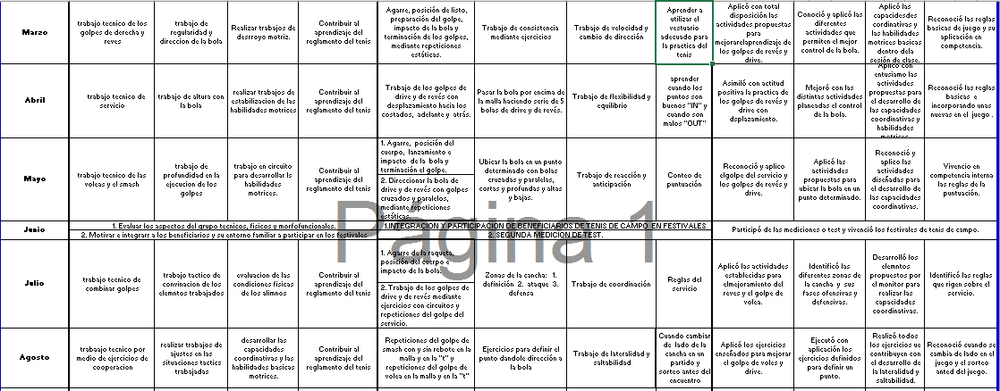 Marzo
trabajo tecnico de los
golpes de derecha y
reves
trabajo de
regularidad y
direccion de la bola
Realizar trabajos de
desrroyo motriz.
Contribuir al
aprendizaje del
reglamento del tenis
Agarre, posición de listo,
preparación del golpe,
impacto de la bola y
terminación de los golpes,
mediante repeticiones
estáticas.
Trabajo de consistencia
mediante ejercicios
Trabajo de velocidad y
cambio de dirección
Aprender a
utilizar el
vestuario
adecuado para
la practica del
tenis
Aplicó con total
disposición las
actividades propuestas
para
mejorarelaprendizaje de
los golpes de revés y
drive.
Conoció y aplicó las
diferentes
actividades que
permiten el mejor
control de la bola.
Aplicó las
capacidesdes
cordinativas y las
habilidades
motrices basicas
dentro dela
sesión de clase.
Reconoció las reglas
basicas de juego y su
aplicación en
competencia.
Abril
trabajo tecnico de
servicio
trabajo de altura con
la bola
realizar trabajos de
estabilizacion de las
habilidades motrices
Contribuir al
aprendizaje del
reglamento del tenis
Trabajo de los golpes de
drive y de revés con
desplazamiento hacia los
costados, adelante y atrás.
Pasar la bola por encima de
la malla haciendo serie de 5
bolas de drive y de revés.
Trabajo de flexibilidad y
equilibrio
aprender
cuando los
puntos son
buenos "IN" y
cuando son
malos "OUT"
Asimiló con actitud
positiva la practica de
los golpes de revés y
drive con
dsplazamiento.
Mejoró con las
distintas actividades
planeadas el control
de la bola.
Aplicó con
entusiamo las
actividades
propuestas para
el desarrollo de
las capacidades
coordinativas y
habilidades
motrices
Reconoció las reglas
basicas e
incorporando unas
nuevas en el juego .
Mayo
trabajo tecnico de las
voleas y el smash
trabajo de
profundidad en la
ejecucion de los
golpes
trabajo en circuito
para desarrollar ls
habilidades
motrices.
Contribuir al
aprendizaje del
reglamento del tenis
1. Agarre, posición del
cuerpo, lanzamiento e
impacto de la bola y
terminación el golpe.
2. Direccionar la bola de
drive y de revés con golpes
cruzados y paralelos,
mediante repeticiones
estáticas.
Ubicar la bola en un punto
determinado con bolas
cruzadas y paralelas,
cortas y profundas y altas
y bajas.
Trabajo de reacción y
anticipación
Conteo de
puntuación
Reconoció y aplico
elgolpe del servicio y
los golpes de revés y
drive.
Aplicó las
actividades
propuestas para
ubicar la bola en un
punto determinado.
Reconoció y
aplico las
actividades
diseñadas para
el desarrollo de
las capacidades
coordinativas.
Vivencio en
competencia interna
las reglas de la
puntuación.
Junio
1. Evaluar los aspectos del grupo tecnicos, fisicos y morfofuncionales.
2. Motivar e integrarr a los beneficiarios y su entorno familiar a participar en los festivales.
1.INTEGRACION Y PARTICIPACION DE BENEFICIARIOS DE TENIS DE CAMPO EN FESTIVALES
2. SEGUNDA MEDICION DE TEST.
Participó de las mediciones o test y vivenció los festivales de tenis de campo.
Página 1
Julio
trabajo tecnico de
combinar golpes
trabajo tactico de
convinacion de los
elemntos trabajados
evaluacion de las
condiciones fisicas
de los alimnos
Contribuir al
aprendizaje del
reglamento del tenis
1. Agarre de la raqueta,
posición del cuerpo e
impacto de la bola.
2. Trabajo de los golpes de
drive y de revés mediante
ejercicios con circuitos y
repeticiones del golpe del
servicio.
Zonas de la cancha: 1.
definición 2. ataque 3.
defensa
Trabajo de coordinación
Reglas del
servicio
Aplicó las actividades
establecidas para
elmejoramiento del
reves y el golpe de
volea.
Identificó las
diferentes zonas de
la cancha y sus
fases ofensivas y
defensivas.
Desarrolló los
elemntos
propuestos por
el monitor para
realizar las
capacidades
coordinativas.
Identificó las reglas
que rigen sobre el
servicio.
Agosto
trabajo tecnico por
medio de ejercicios de
cooperacion
realizar trabajos de
ajustes en las
situaciones tactics
trabajadas
desarrollar las
capacidades
coordinativas y las
habilidades basicas
motrices.
Contribuir al
aprendizaje del
reglamento del tenis
Repeticiones del golpe de
smash con y sin rebote en la
malla y en la "t" y
repeticiones del golpe de
volea en la malla y en la "t"
Ejercicios para definir el
punto dandole dirección a
la bola
Trabajo de lateralidad y
saltabilidad
Cuando cambiar
de lado de la
cancha en un
partido y
sorteo antes del
encuentro
Aplicó los ejercicios
enseñados para mejorar
el golpe de voles y drive.
Ejecutó con
aplicación los
ejercicios definidos
para definir un
punto.
Realizó todos
los ejercicios ue
contribuyen con
el desarrollo de
la lateralidad y
saltabilidad.
Reconoció cuando se
cambia de lado en el
juego y el sorteo
anted del juego.